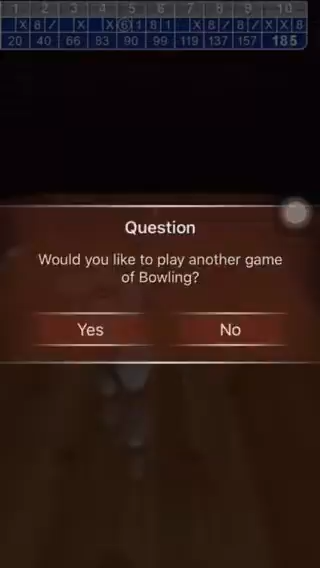 1 2 3 4 5 6 7 8 9 10
X 8 / X X 6 1 8 1 X 8 / 8 / X X 8
20 40 66 83 90 99 119 137 157 185
Question
Would you like to play another game
of Bowling?
Yes No